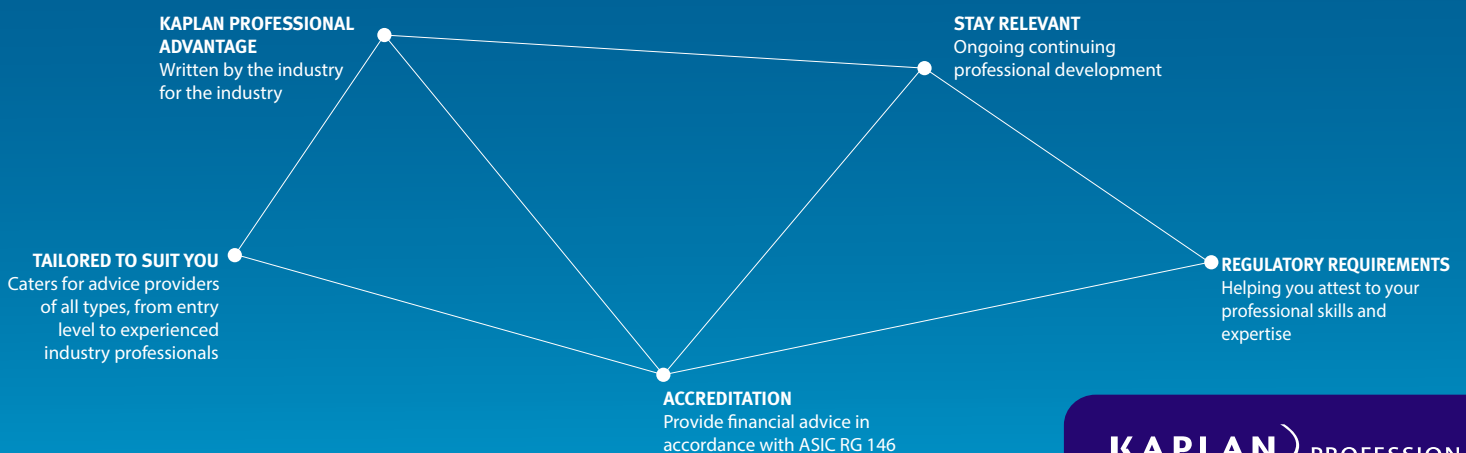 KAPLAN PROFESSIONAL
ADVANTAGE
Written by the industry
for the industry
STAY RELEVANT
Ongoing continuing
professional development
TAILORED TO SUIT YOU
Caters for advice providers
of all types, from entry
level to experienced
industry professionals
REGULATORY REQUIREMENTS
Helping you attest to your
professional skills and
expertise
ACCREDITATION
Provide financial advice in
accordance with ASIC RG 146
KAPLAN PROFESSION